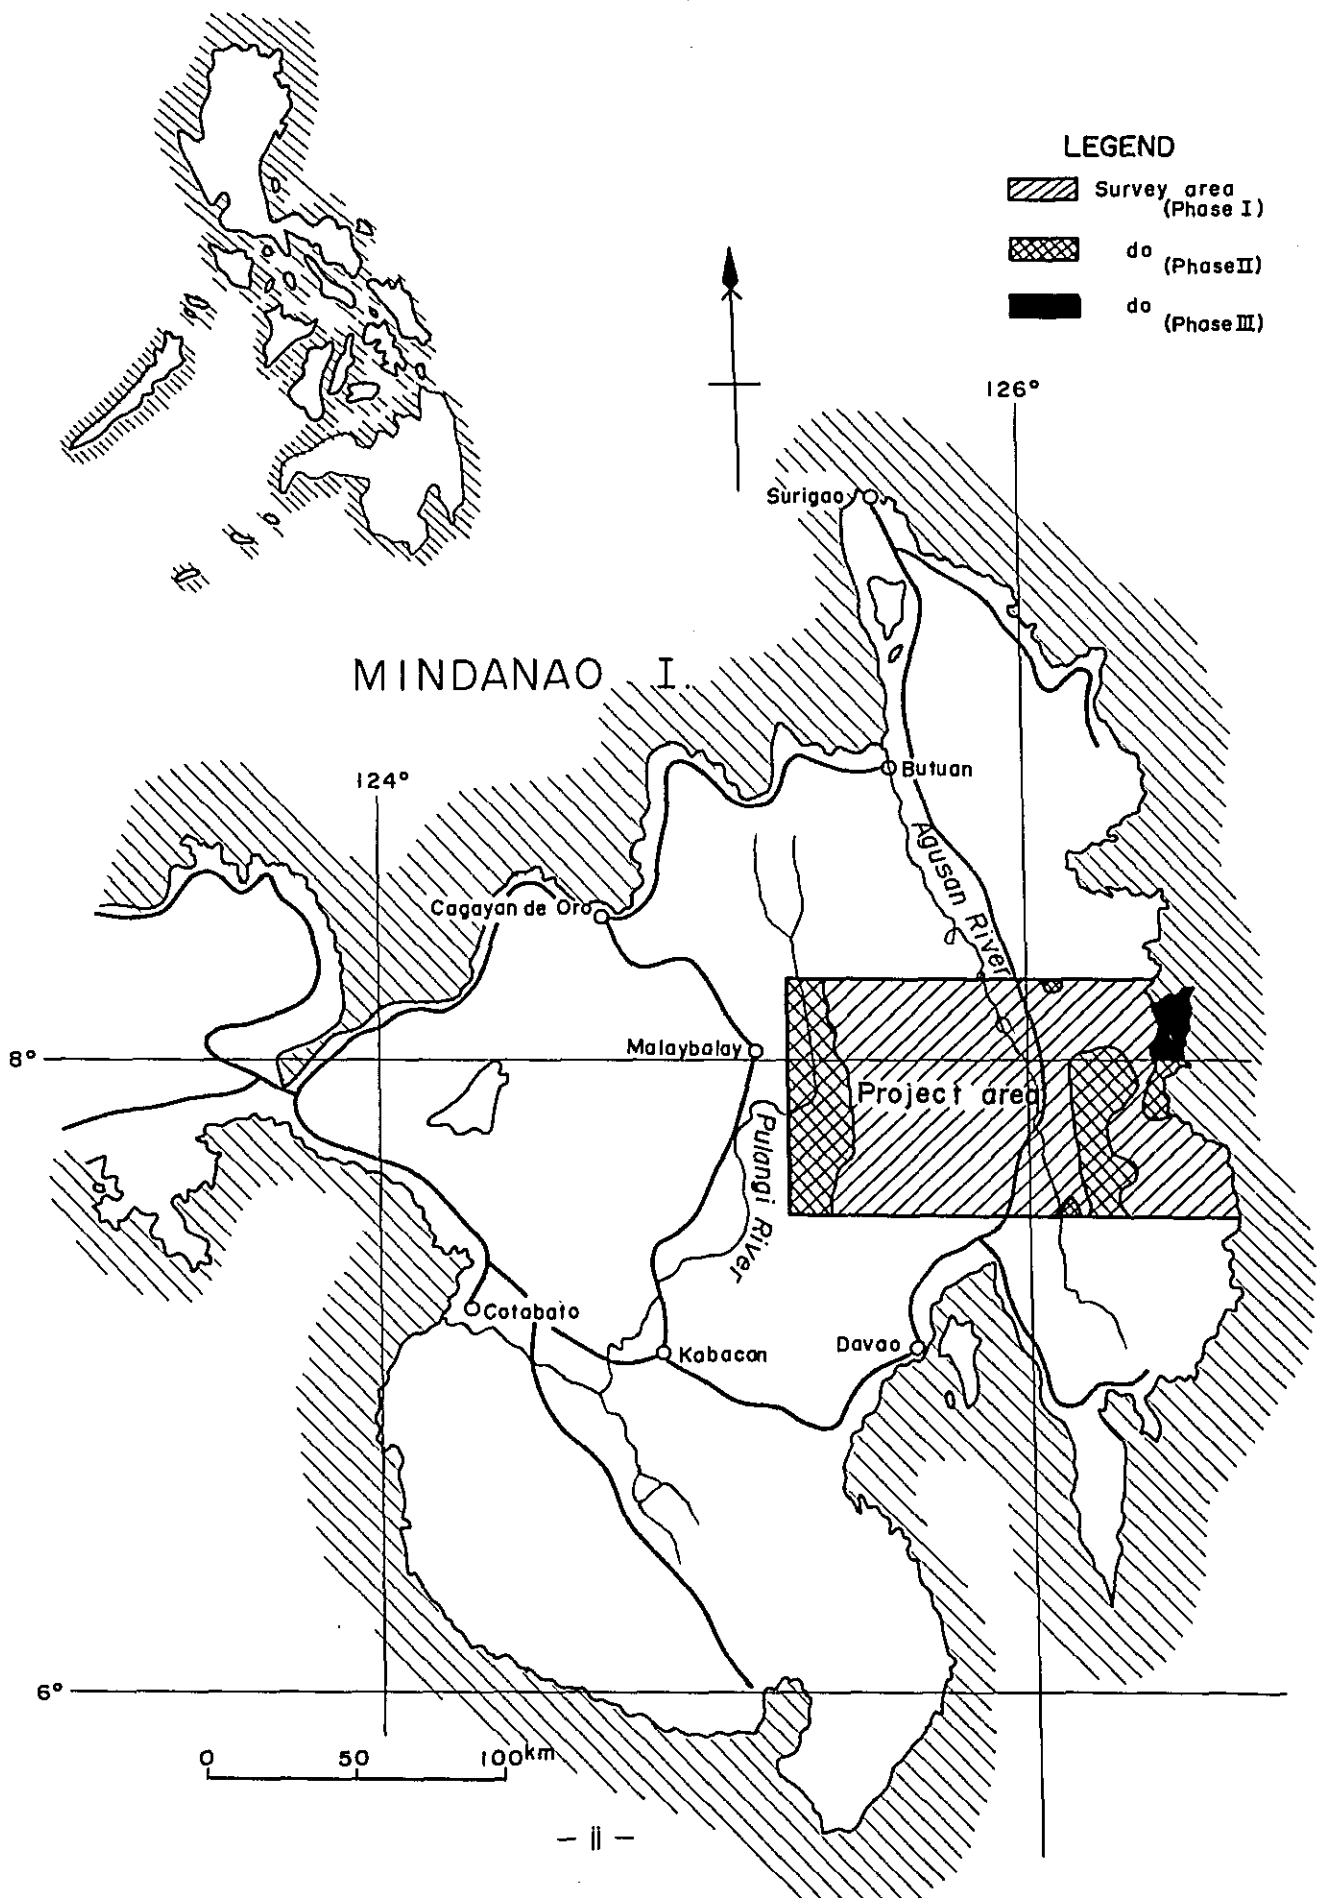 LEGEND
Survey area
(Phase I)
do
(Phase II)
do
(Phase III)
126°
Surigao
MINDANAO I.
124°
Butuan
Agusan River
Cagayan de Oro
8°
Malaybalay
Project area
Pulangi River
Cotabato
Kabacan
Davao
6°
0 50 100km
— ii —